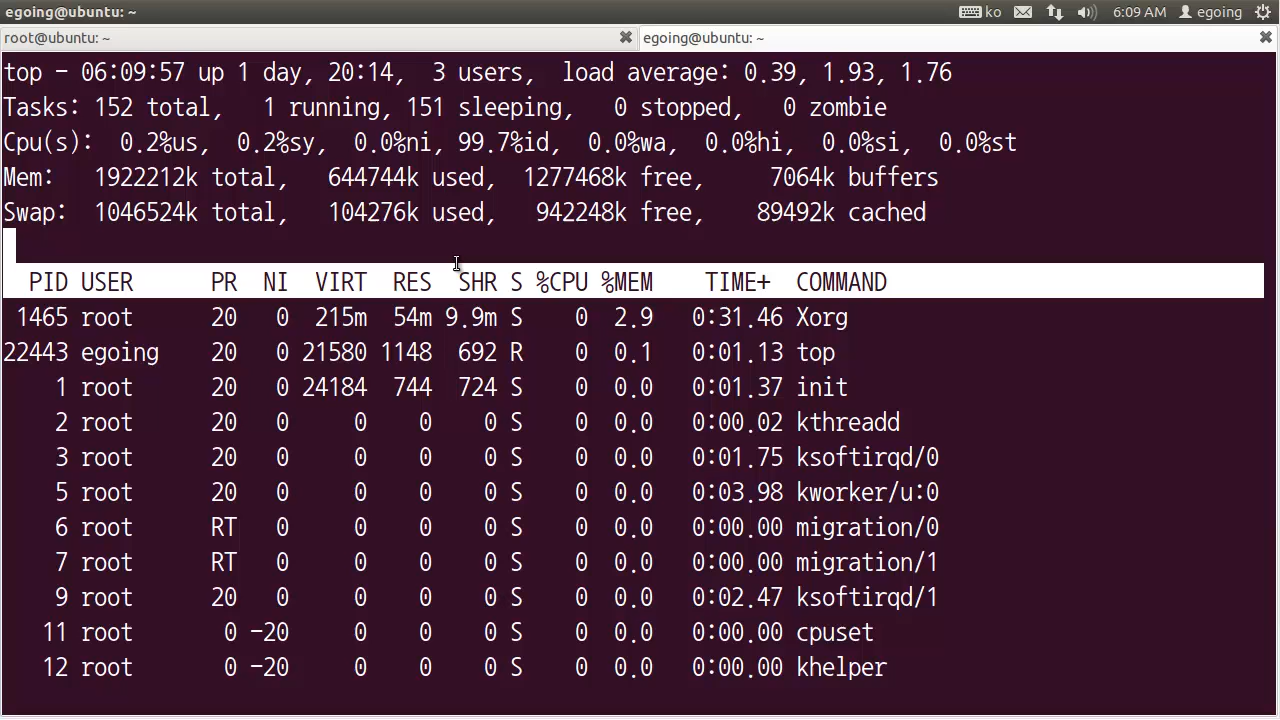 egoing@ubuntu: ~ ko 6:09 AM egoing
root@ubuntu: ~ egoing@ubuntu: ~
top - 06:09:57 up 1 day, 20:14,  3 users,  load average: 0.39, 1.93, 1.76
Tasks: 152 total,   1 running, 151 sleeping,   0 stopped,   0 zombie
Cpu(s):  0.2%us,  0.2%sy,  0.0%ni, 99.7%id,  0.0%wa,  0.0%hi,  0.0%si,  0.0%st
Mem:   1922212k total,   644744k used,  1277468k free,     7064k buffers
Swap:  1046524k total,   104276k used,   942248k free,    89492k cached
PID USER      PR  NI  VIRT  RES  SHR S %CPU %MEM    TIME+  COMMAND
1465 root      20   0  215m  54m 9.9m S    0  2.9   0:31.46 Xorg
22443 egoing    20   0 21580 1148  692 R    0  0.1   0:01.13 top
1 root      20   0 24184  744  724 S    0  0.0   0:01.37 init
2 root      20   0     0    0    0 S    0  0.0   0:00.02 kthreadd
3 root      20   0     0    0    0 S    0  0.0   0:01.75 ksoftirqd/0
5 root      20   0     0    0    0 S    0  0.0   0:03.98 kworker/u:0
6 root      RT   0     0    0    0 S    0  0.0   0:00.00 migration/0
7 root      RT   0     0    0    0 S    0  0.0   0:00.00 migration/1
9 root      20   0     0    0    0 S    0  0.0   0:02.47 ksoftirqd/1
11 root       0 -20     0    0    0 S    0  0.0   0:00.00 cpuset
12 root       0 -20     0    0    0 S    0  0.0   0:00.00 khelper